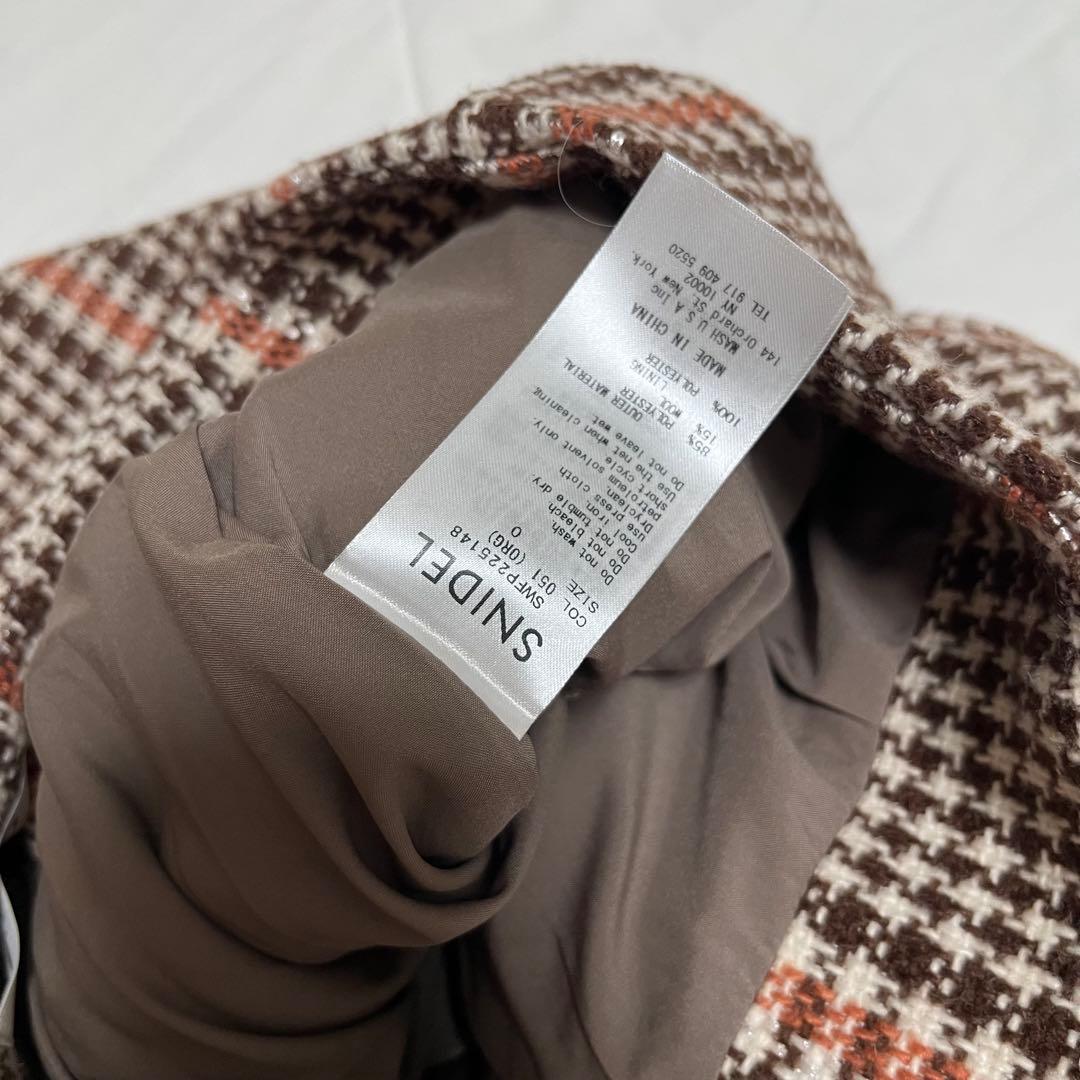 SNIDEL
SWFP225148
COL 051 (ORG)
SIZE 0
Do not wash.
Do not bleach
Do not tumble dry.
Cool iron.
use press cloth
Dryclean,
petroleum solvent only.
short cycle
Use the net when cleaning
Do not leave wet
OUTER MATERIAL
85% POLYESTER
15% WOOL
LINING
100% POLYESTER
MADE IN CHINA
MASH U S A Inc
144 orchard St. New York.
NY 10002
TEL 917 409 5520